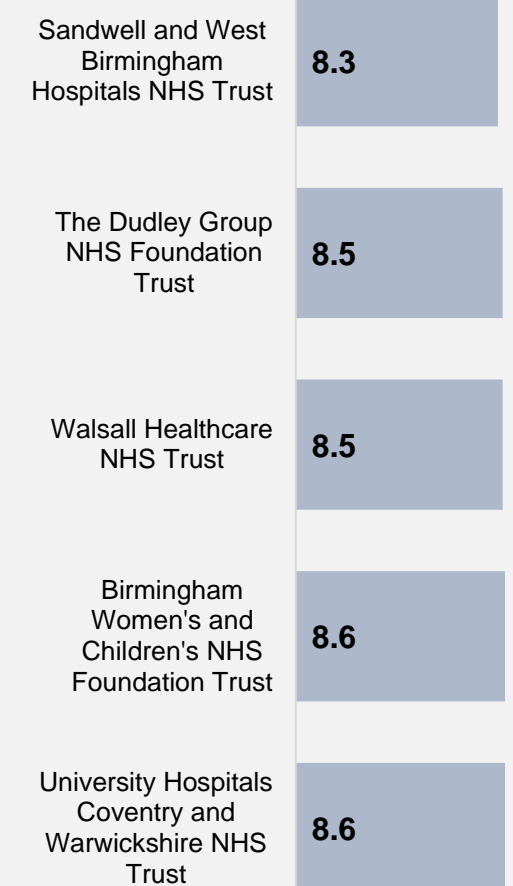 Sandwell and West
Birmingham
Hospitals NHS Trust
8.3
The Dudley Group
NHS Foundation
Trust
8.5
Walsall Healthcare
NHS Trust
8.5
Birmingham
Women's and
Children's NHS
Foundation Trust
8.6
University Hospitals
Coventry and
Warwickshire NHS
Trust
8.6